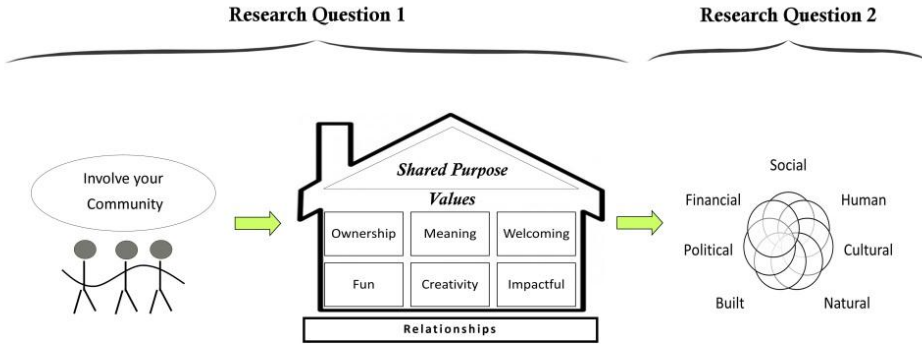 Research Question 1
Research Question 2
Involve your
Community
Shared Purpose
Values
Ownership
Meaning
Welcoming
Fun
Creativity
Impactful
Relationships
Social
Financial
Human
Political
Cultural
Built
Natural